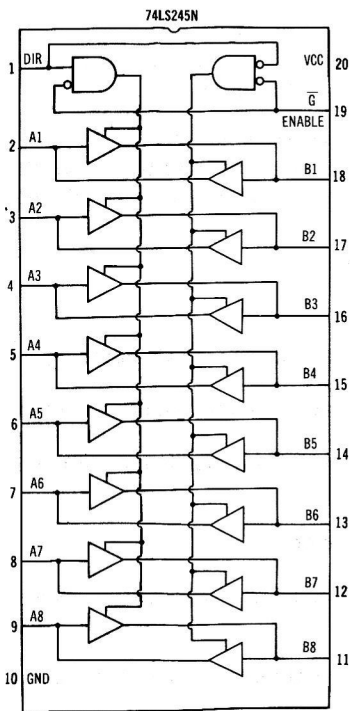 74LS245N
1 DIR VCC 20
G 19
ENABLE
2 A1 B1 18
3 A2 B2 17
4 A3 B3 16
5 A4 B4 15
6 A5 B5 14
7 A6 B6 13
8 A7 B7 12
9 A8 B8 11
10 GND